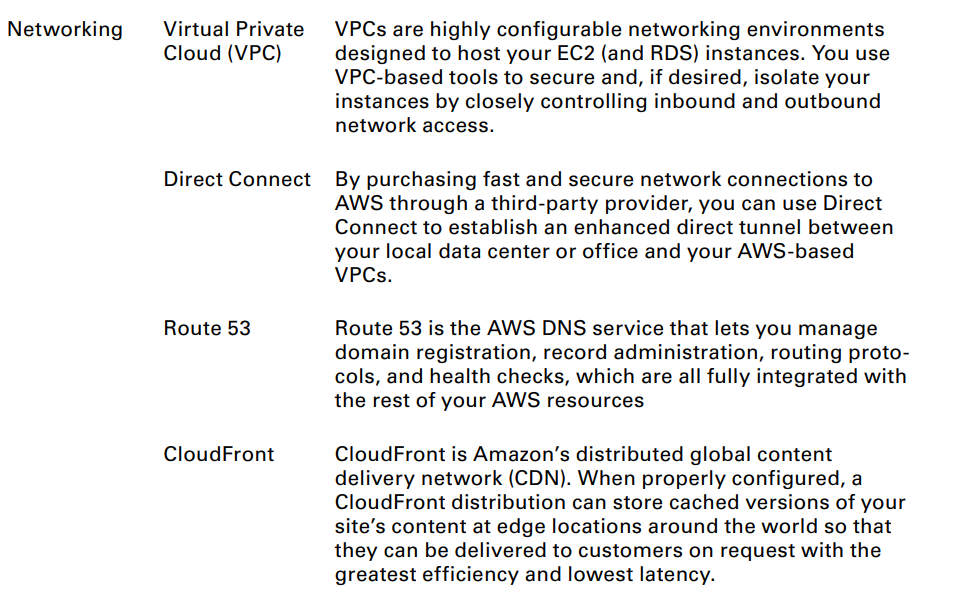 Networking Virtual Private VPCs are highly configurable networking environments
Cloud (VPC) designed to host your EC2 (and RDS) instances. You use
VPC-based tools to secure and, if desired, isolate your
instances by closely controlling inbound and outbound
network access.
Direct Connect By purchasing fast and secure network connections to
AWS through a third-party provider, you can use Direct
Connect to establish an enhanced direct tunnel between
your local data center or office and your AWS-based
VPCs.
Route 53 Route 53 is the AWS DNS service that lets you manage
domain registration, record administration, routing proto-
cols, and health checks, which are all fully integrated with
the rest of your AWS resources
CloudFront CloudFront is Amazon’s distributed global content
delivery network (CDN). When properly configured, a
CloudFront distribution can store cached versions of your
site’s content at edge locations around the world so that
they can be delivered to customers on request with the
greatest efficiency and lowest latency.